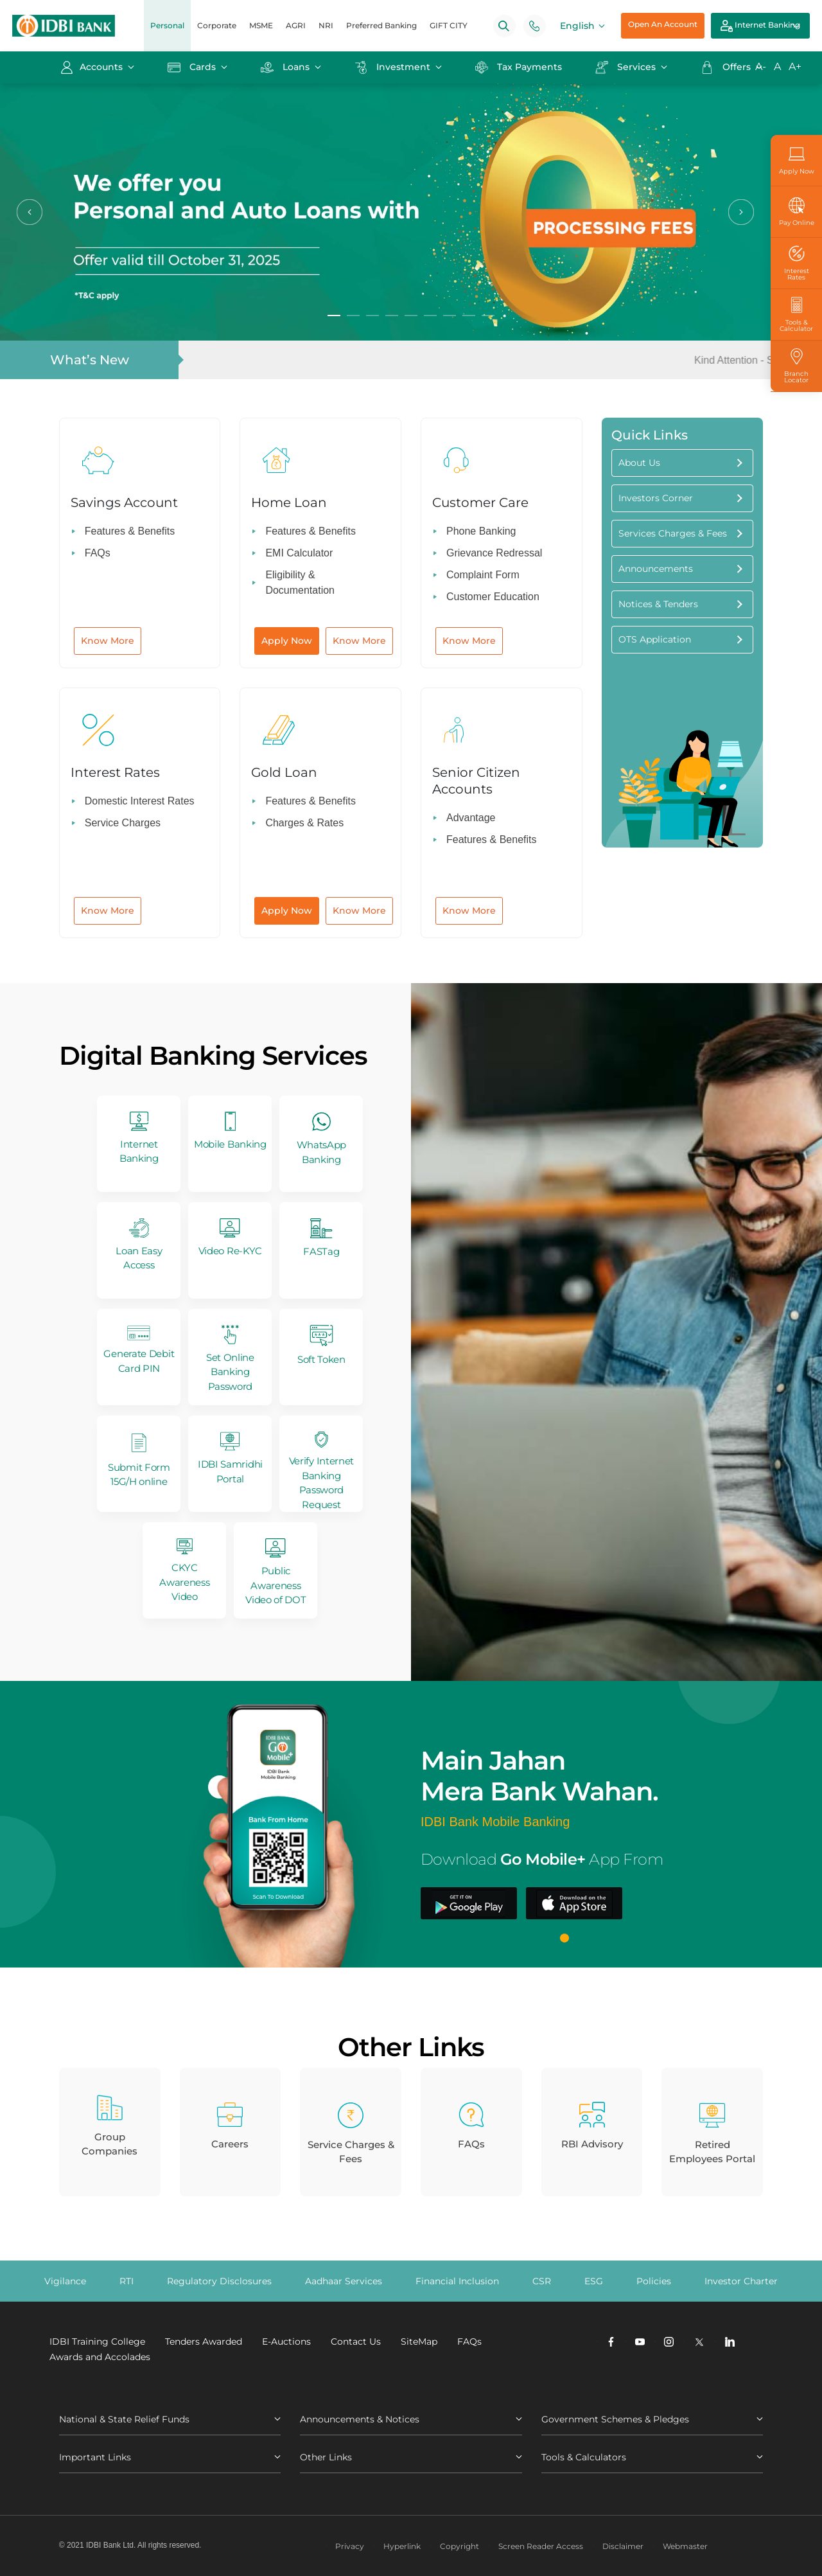 IDBI BANK
Personal Corporate MSME AGRI NRI Preferred Banking GIFT CITY
English
Open An Account
Internet Banking
Accounts Cards Loans Investment Tax Payments Services Offers A- A A+
We offer you
Personal and Auto Loans with
0
PROCESSING FEES
Offer valid till October 31, 2025
*T&C apply
Apply Now
Pay Online
Interest
Rates
Tools &
Calculator
Branch
Locator
What's New
Kind Attention - S
Savings Account
Features & Benefits
FAQs
Know More
Home Loan
Features & Benefits
EMI Calculator
Eligibility &
Documentation
Apply Now Know More
Customer Care
Phone Banking
Grievance Redressal
Complaint Form
Customer Education
Know More
Quick Links
About Us
Investors Corner
Services Charges & Fees
Announcements
Notices & Tenders
OTS Application
Interest Rates
Domestic Interest Rates
Service Charges
Know More
Gold Loan
Features & Benefits
Charges & Rates
Apply Now Know More
Senior Citizen
Accounts
Advantage
Features & Benefits
Know More
Digital Banking Services
Internet
Banking
Mobile Banking
WhatsApp
Banking
Loan Easy
Access
Video Re-KYC
FASTag
Generate Debit
Card PIN
Set Online
Banking
Password
Soft Token
Submit Form
15G/H online
IDBI Samridhi
Portal
Verify Internet
Banking
Password
Request
CKYC
Awareness
Video
Public
Awareness
Video of DOT
IDBI BANK
GO
Mobile+
IDBI Bank
Mobile Banking
Bank From Home
Scan To Download
Main Jahan
Mera Bank Wahan.
IDBI Bank Mobile Banking
Download Go Mobile+ App From
GET IT ON
Google Play
Download on the
App Store
Other Links
Group
Companies
Careers
Service Charges &
Fees
FAQs
RBI Advisory
Retired
Employees Portal
Vigilance RTI Regulatory Disclosures Aadhaar Services Financial Inclusion CSR ESG Policies Investor Charter
IDBI Training College Tenders Awarded E-Auctions Contact Us SiteMap FAQs
Awards and Accolades
National & State Relief Funds
Announcements & Notices
Government Schemes & Pledges
Important Links
Other Links
Tools & Calculators
© 2021 IDBI Bank Ltd. All rights reserved.
Privacy Hyperlink Copyright Screen Reader Access Disclaimer Webmaster